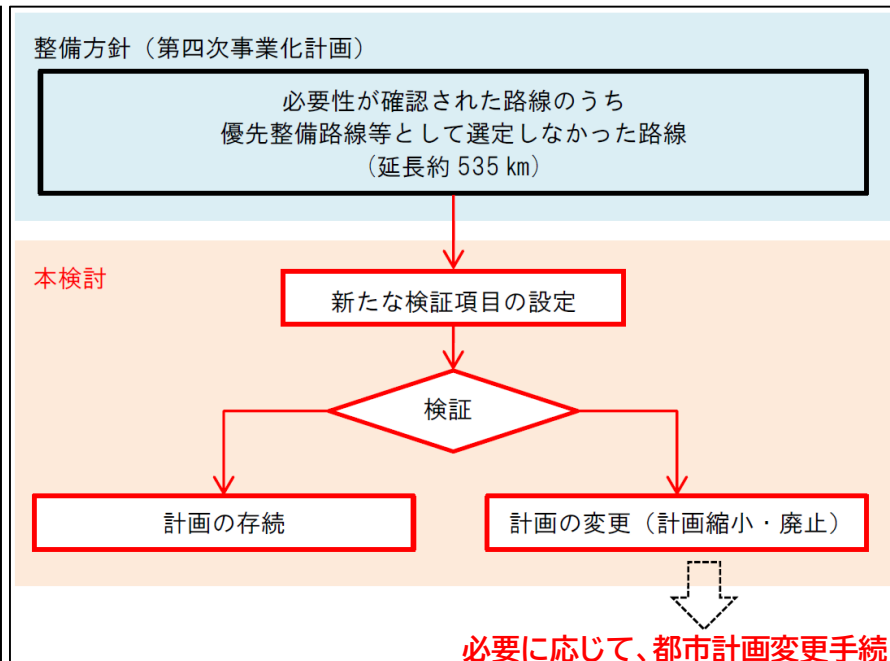 整備方針（第四次事業化計画）
必要性が確認された路線のうち
優先整備路線等として選定しなかった路線
（延長約 535 km）
本検討
新たな検証項目の設定
検証
計画の存続
計画の変更（計画縮小・廃止）
必要に応じて、都市計画変更手続